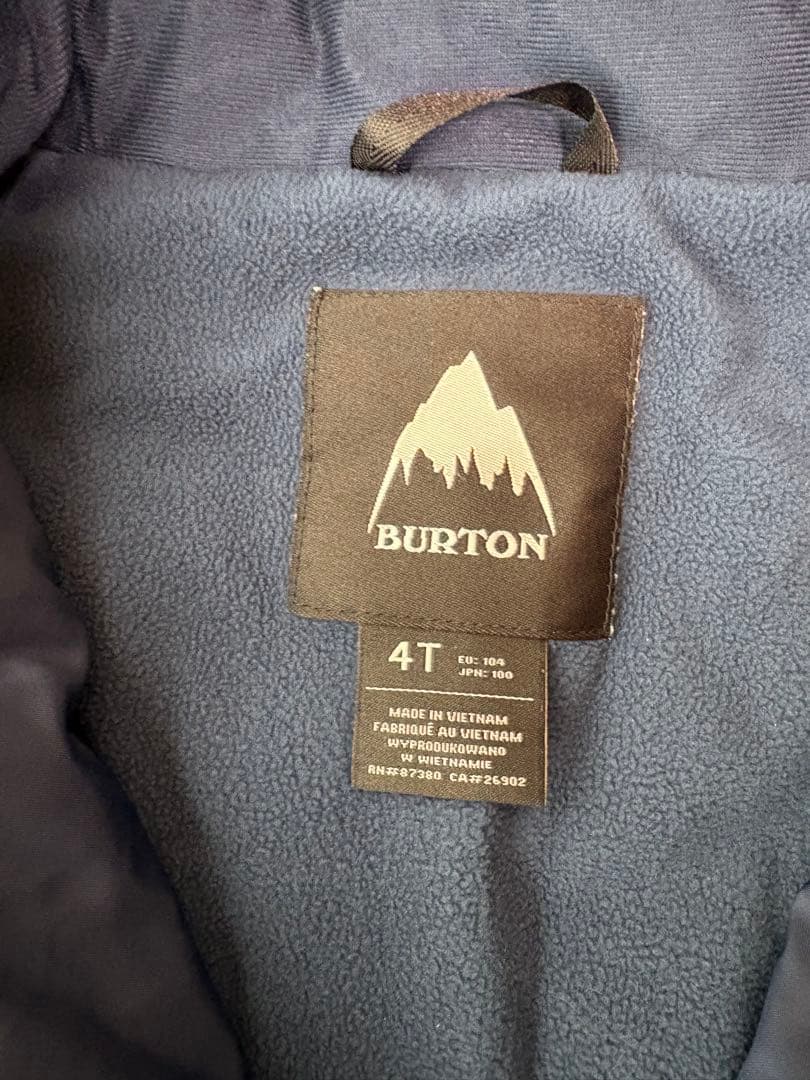 BURTON
4T EU: 104
JPN: 100
MADE IN VIETNAM
FABRIQUÉ AU VIETNAM
WYPRODUKOWANO
W WIETNAMIE
RN#87380 CA#26902